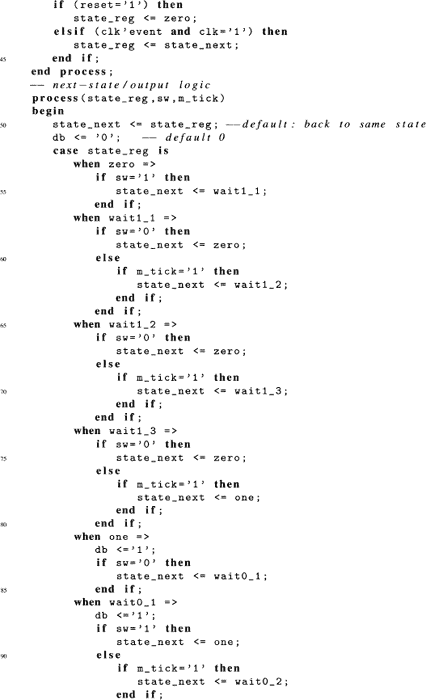 if (reset='1') then
state_reg <= zero;
elsif (clk'event and clk='1') then
state_reg <= state_next;
45 end if;
end process;
-- next-state/output logic
process(state_reg,sw,m_tick)
begin
50 state_next <= state_reg; --default: back to same state
db <= '0'; -- default 0
case state_reg is
when zero =>
if sw='1' then
55 state_next <= wait1_1;
end if;
when wait1_1 =>
if sw='0' then
state_next <= zero;
60 else
if m_tick='1' then
state_next <= wait1_2;
end if;
end if;
65 when wait1_2 =>
if sw='0' then
state_next <= zero;
else
if m_tick='1' then
70 state_next <= wait1_3;
end if;
end if;
when wait1_3 =>
if sw='0' then
75 state_next <= zero;
else
if m_tick='1' then
state_next <= one;
end if;
80 end if;
when one =>
db <='1';
if sw='0' then
state_next <= wait0_1;
85 end if;
when wait0_1 =>
db <='1';
if sw='1' then
state_next <= one;
90 else
if m_tick='1' then
state_next <= wait0_2;
end if;